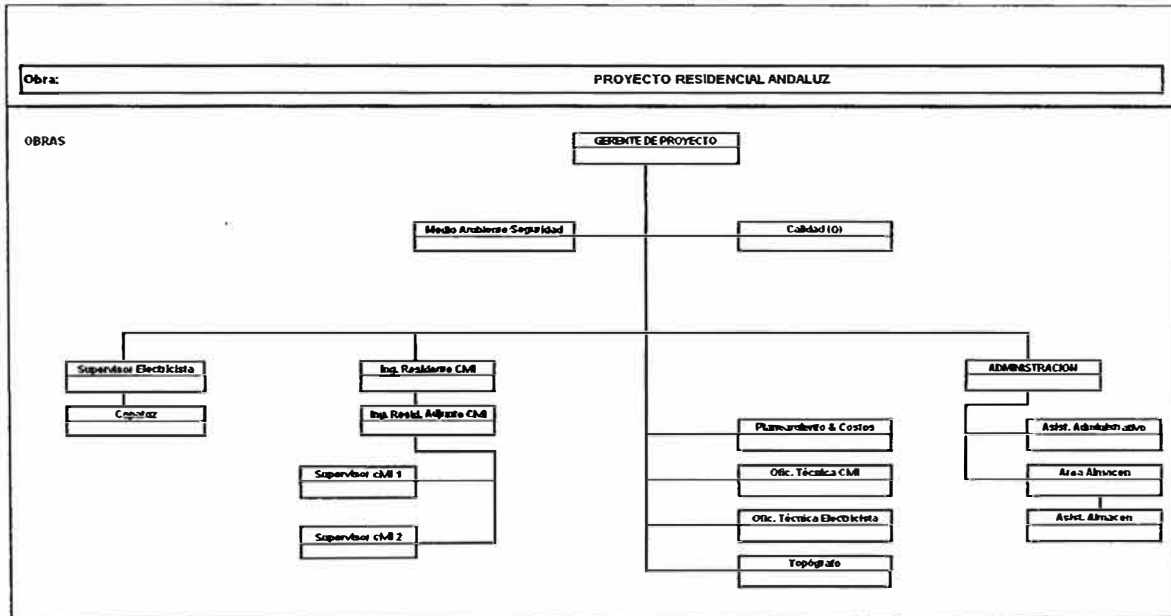 Obra: PROYECTO RESIDENCIAL ANDALUZ
OBRAS
GERENTE DE PROYECTO
Medio Ambiente Seguridad
Calidad (Q)
Supervisor Electricista
Ing. Residente Civil
ADMINISTRACION
Capataz
Ing. Resid. Adjunto Civil
Planeamiento & Costos
Asist. Administrativo
Supervisor civil 1
Ofic. Técnica Civil
Area Almacen
Ofic. Técnica Electricista
Asist. Almacen
Supervisor civil 2
Topógrafo